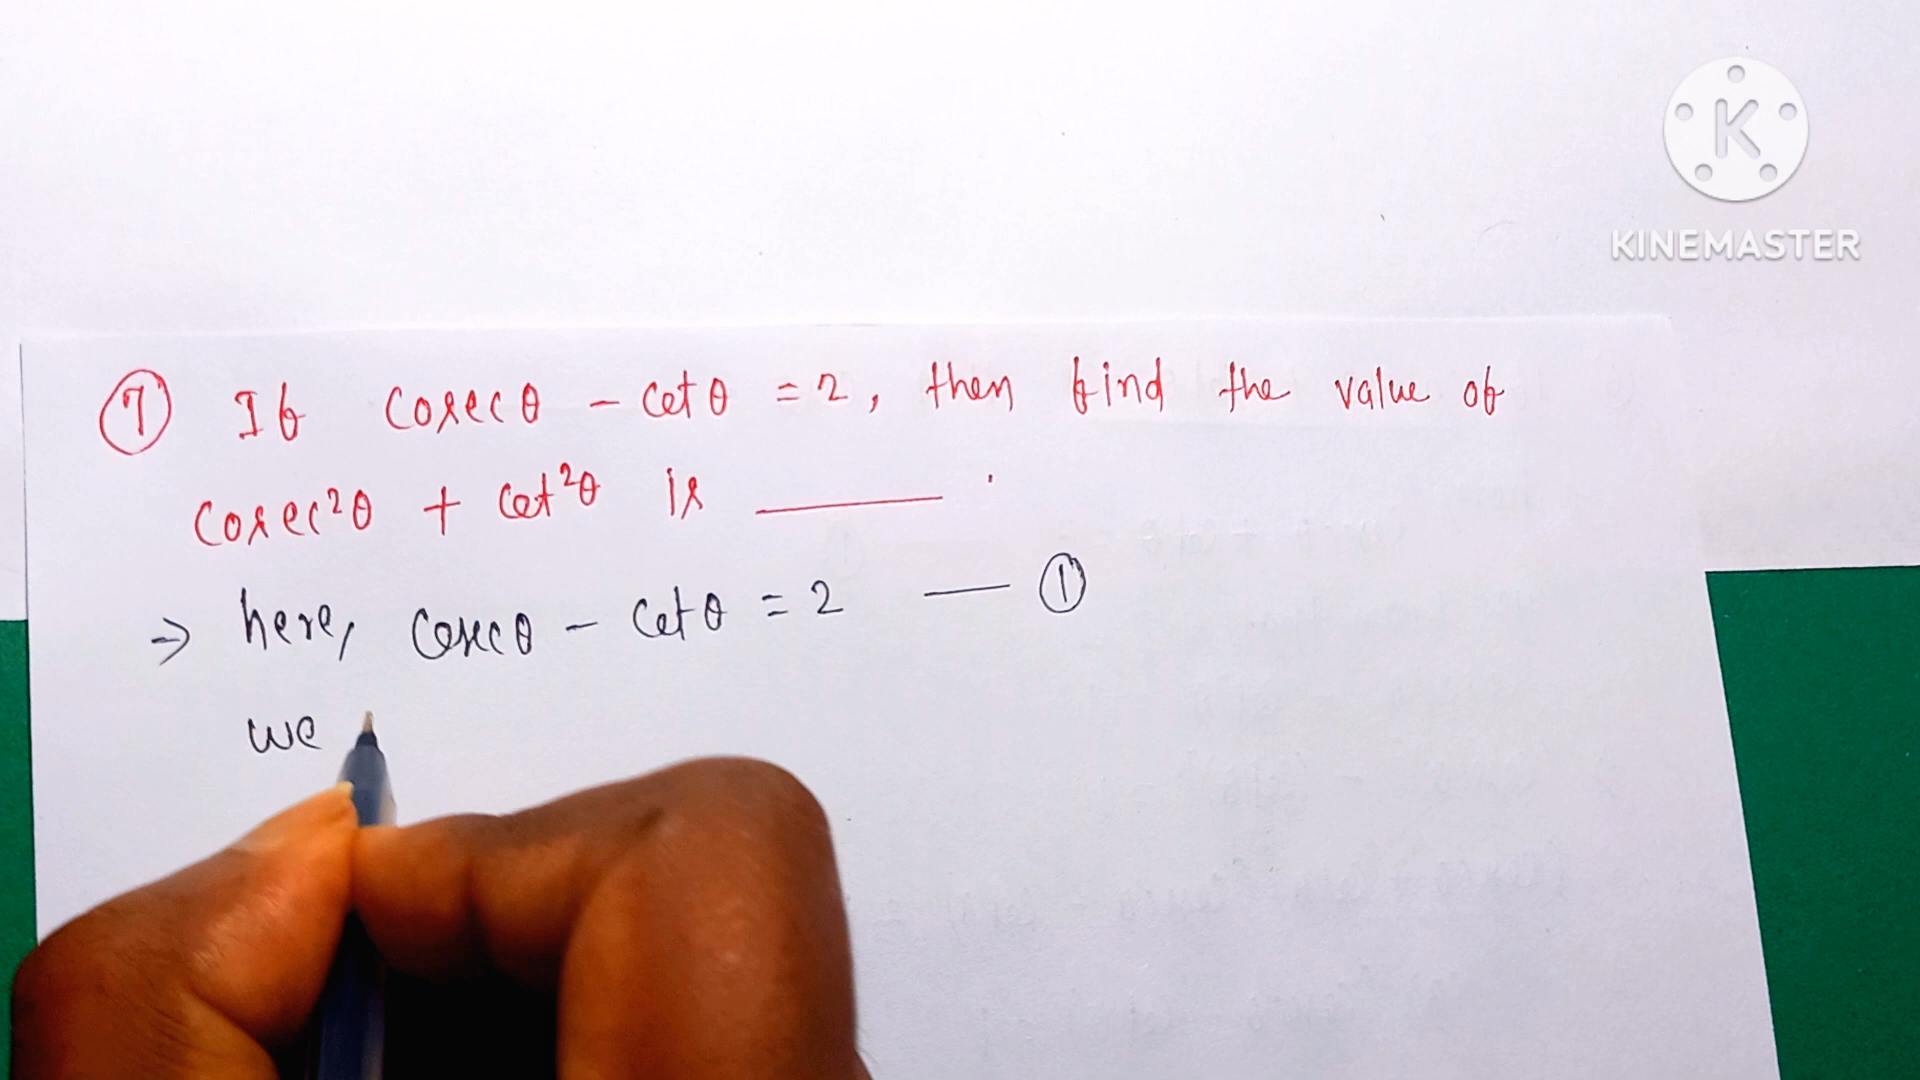 K
KINEMASTER
⑦ If cosecθ - cotθ = 2, then find the value of
cosec²θ + cot²θ is ______ .
→ here, cosecθ - cotθ = 2 — ①
we